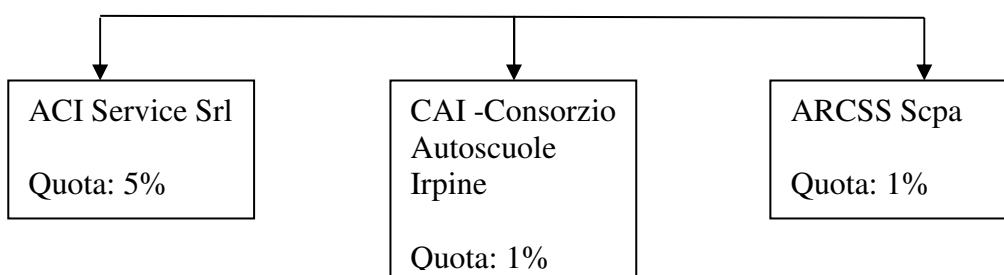 ACI Service Srl
Quota: 5%
CAI -Consorzio
Autoscuole
Irpine
Quota: 1%
ARCSS Scpa
Quota: 1%